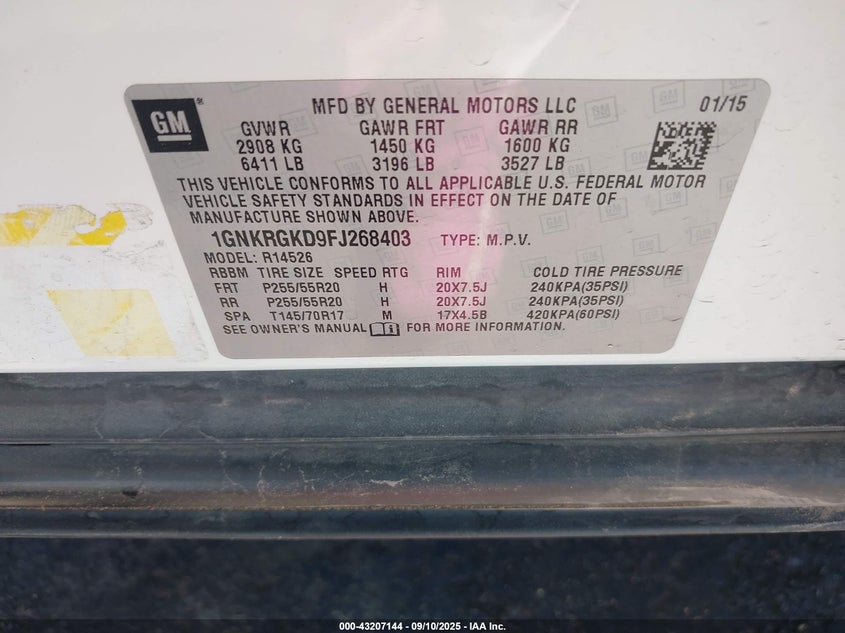 GM
MFD BY GENERAL MOTORS LLC 01/15
GVWR GAWR FRT GAWR RR
2908 KG 1450 KG 1600 KG
6411 LB 3196 LB 3527 LB
THIS VEHICLE CONFORMS TO ALL APPLICABLE U.S. FEDERAL MOTOR
VEHICLE SAFETY STANDARDS IN EFFECT ON THE DATE OF
MANUFACTURE SHOWN ABOVE.
1GNKRGKD9FJ268403 TYPE: M.P.V.
MODEL: R14526
RBBM TIRE SIZE SPEED RTG RIM COLD TIRE PRESSURE
FRT P255/55R20 H 20X7.5J 240KPA(35PSI)
RR P255/55R20 H 20X7.5J 240KPA(35PSI)
SPA T145/70R17 M 17X4.5B 420KPA(60PSI)
SEE OWNER'S MANUAL FOR MORE INFORMATION.
000-43207144 - 09/10/2025 - IAA Inc.